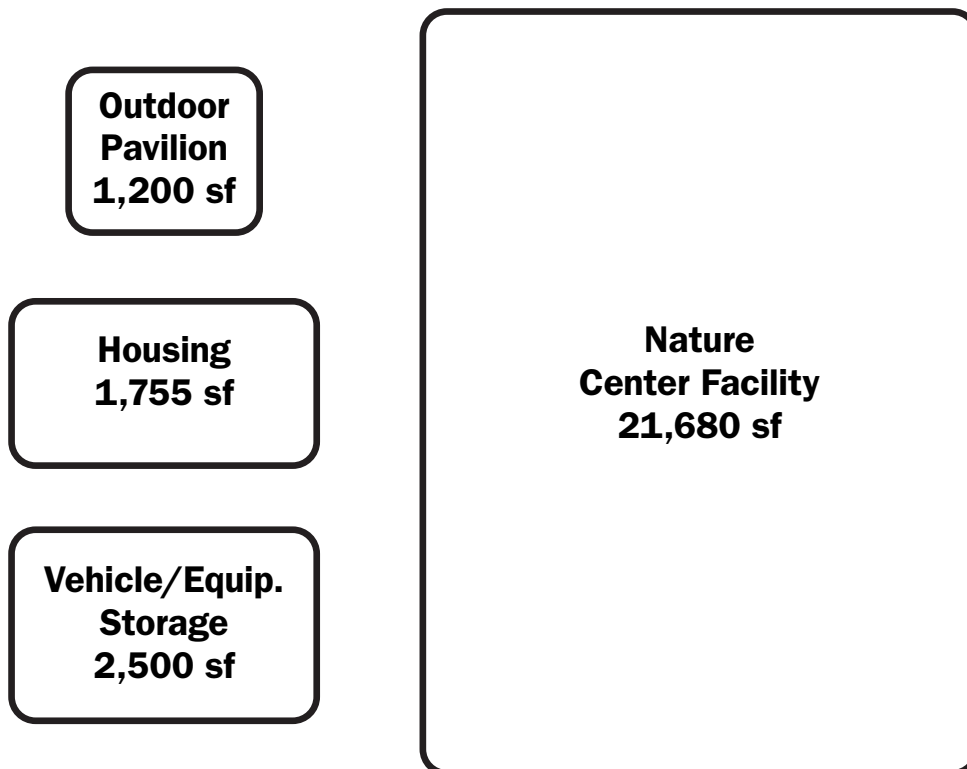 Outdoor
Pavilion
1,200 sf
Housing
1,755 sf
Vehicle/Equip.
Storage
2,500 sf
Nature
Center Facility
21,680 sf